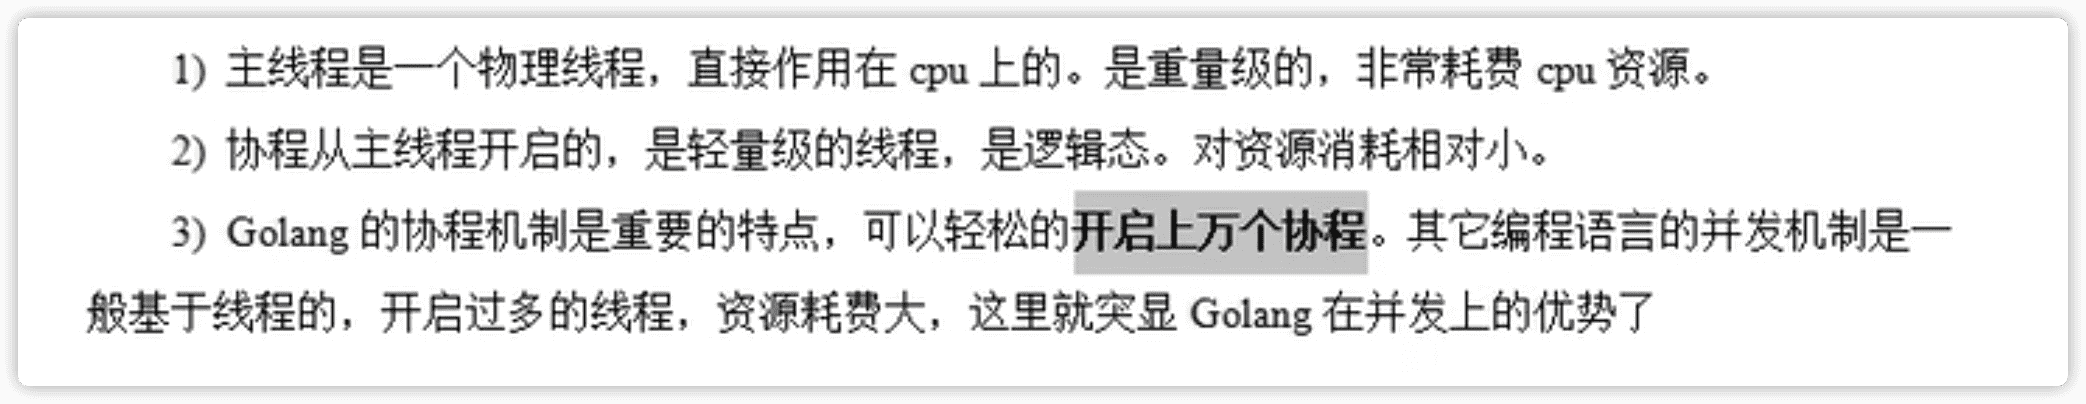 1) 主线程是一个物理线程，直接作用在 cpu 上的。是重量级的，非常耗费 cpu 资源。
2) 协程从主线程开启的，是轻量级的线程，是逻辑态。对资源消耗相对小。
3) Golang 的协程机制是重要的特点，可以轻松的开启上万个协程。其它编程语言的并发机制是一
般基于线程的，开启过多的线程，资源耗费大，这里就突显 Golang 在并发上的优势了